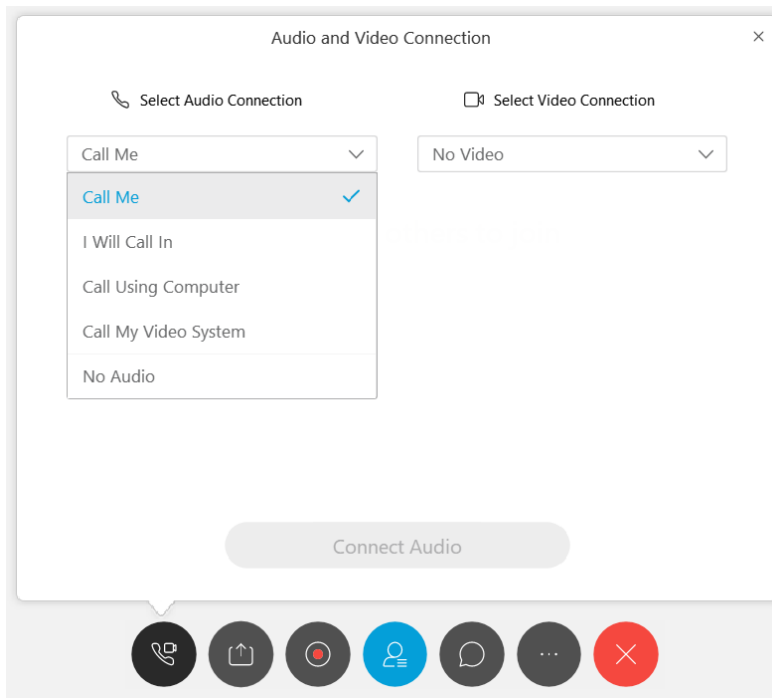 Audio and Video Connection
Select Audio Connection
Select Video Connection
Call Me
No Video
Call Me
I Will Call In
Call Using Computer
Call My Video System
No Audio
Connect Audio